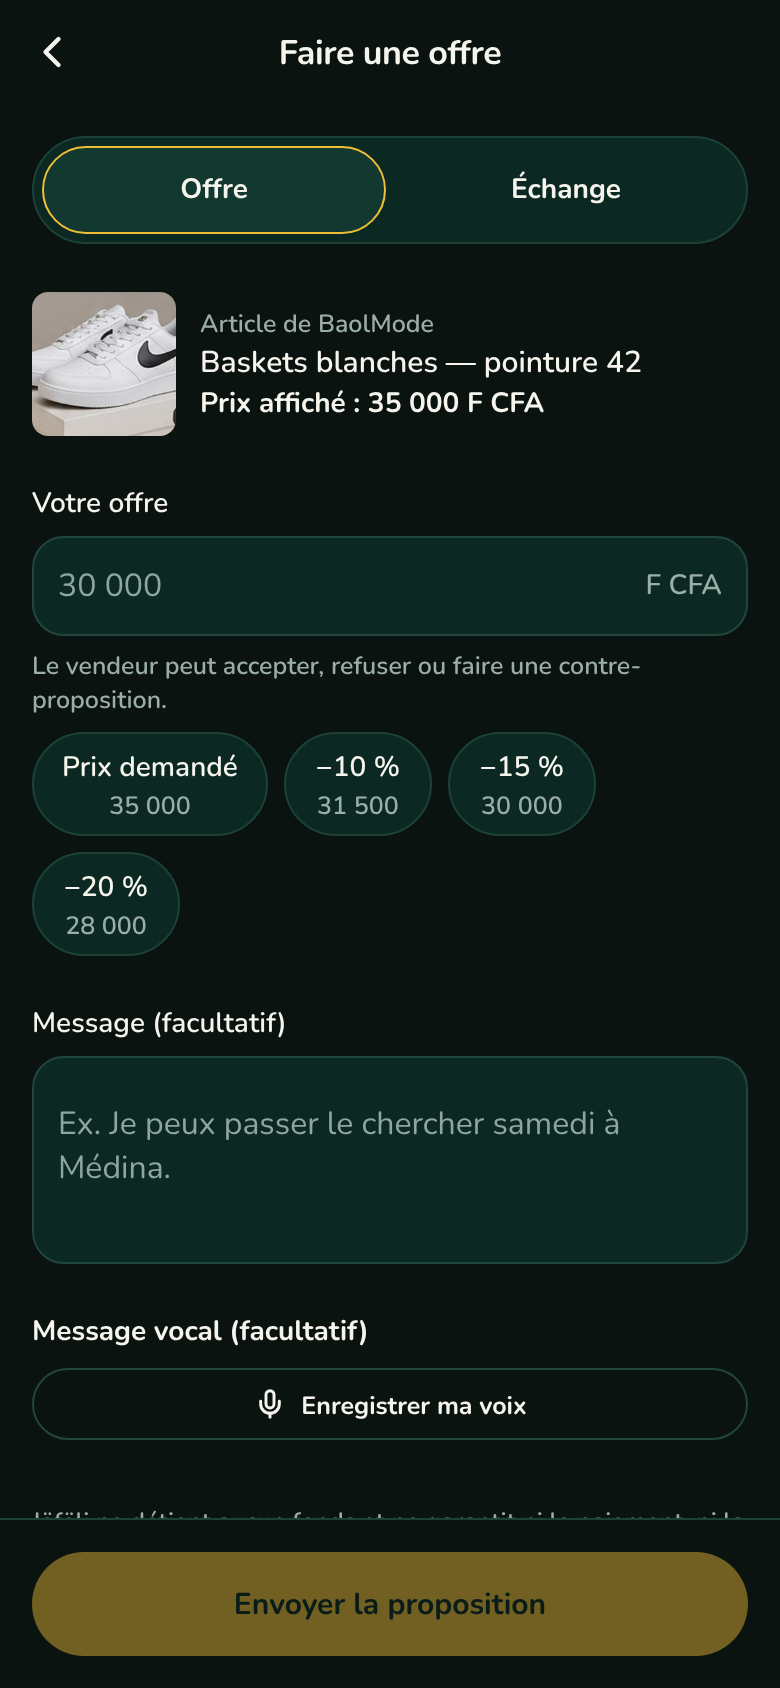 Faire une offre
Offre
Échange
Article de BaolMode
Baskets blanches — pointure 42
Prix affiché : 35 000 F CFA
Votre offre
30 000
F CFA
Le vendeur peut accepter, refuser ou faire une contre-
proposition.
Prix demandé
35 000
−10 %
31 500
−15 %
30 000
−20 %
28 000
Message (facultatif)
Ex. Je peux passer le chercher samedi à
Médina.
Message vocal (facultatif)
Enregistrer ma voix
Envoyer la proposition